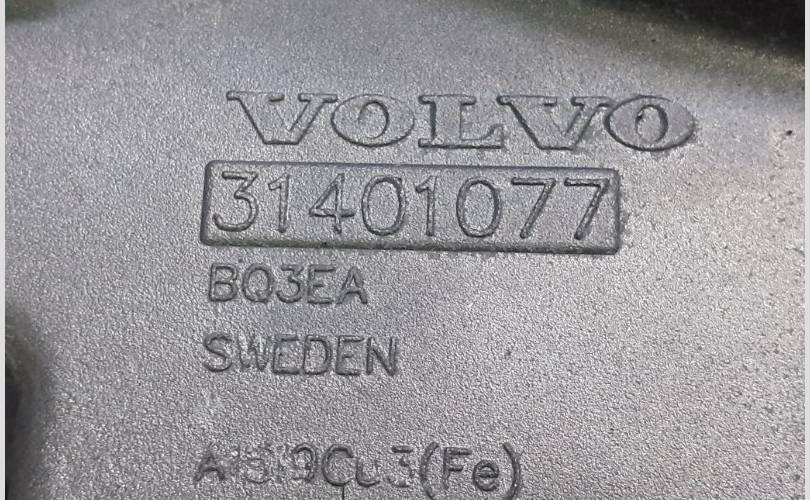 VOLVO
31401077
BQ3EA
SWEDEN
AlSi9Cu3(Fe)